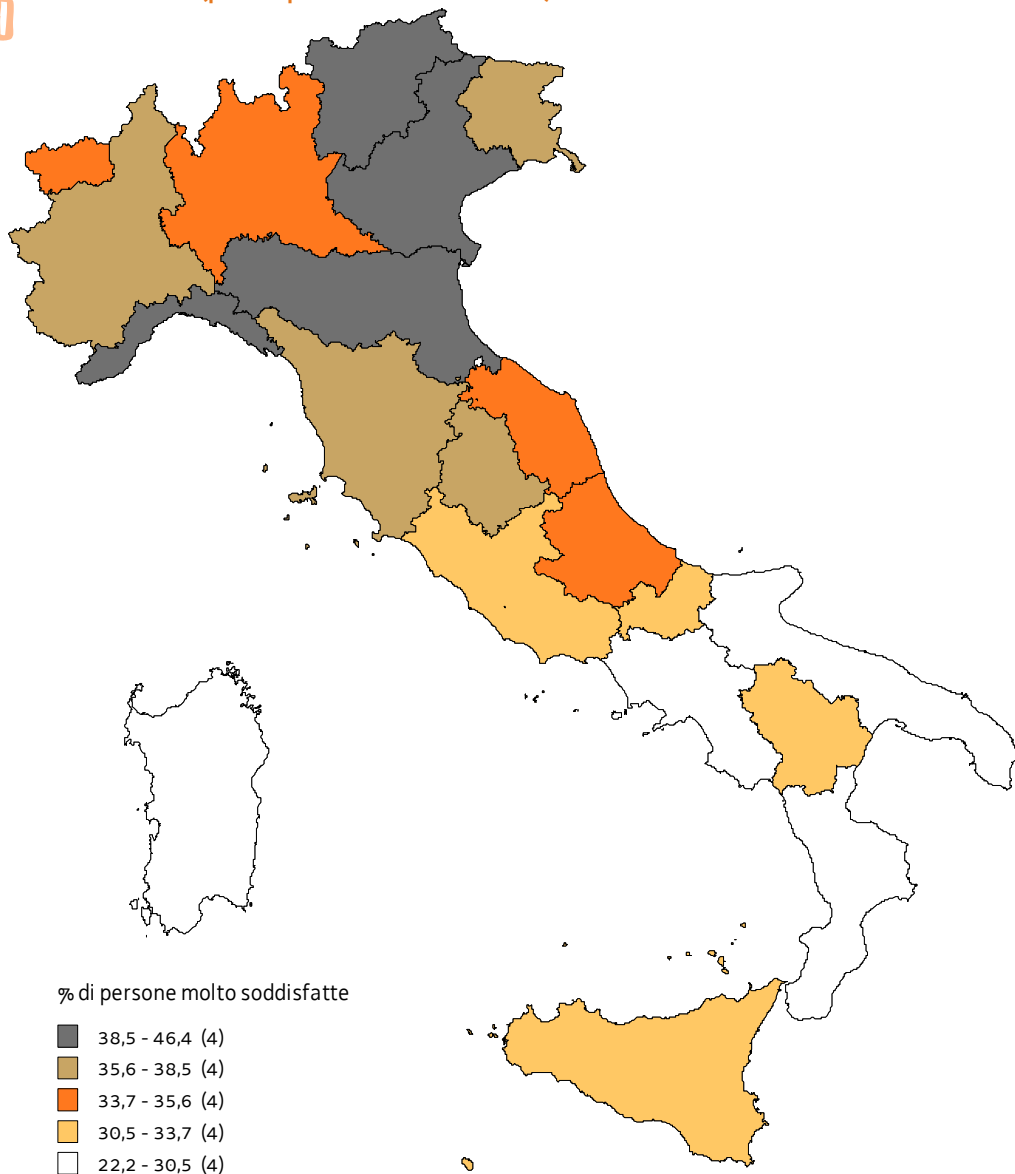 % di persone molto soddisfatte
38,5 - 46,4 (4)
35,6 - 38,5 (4)
33,7 - 35,6 (4)
30,5 - 33,7 (4)
22,2 - 30,5 (4)